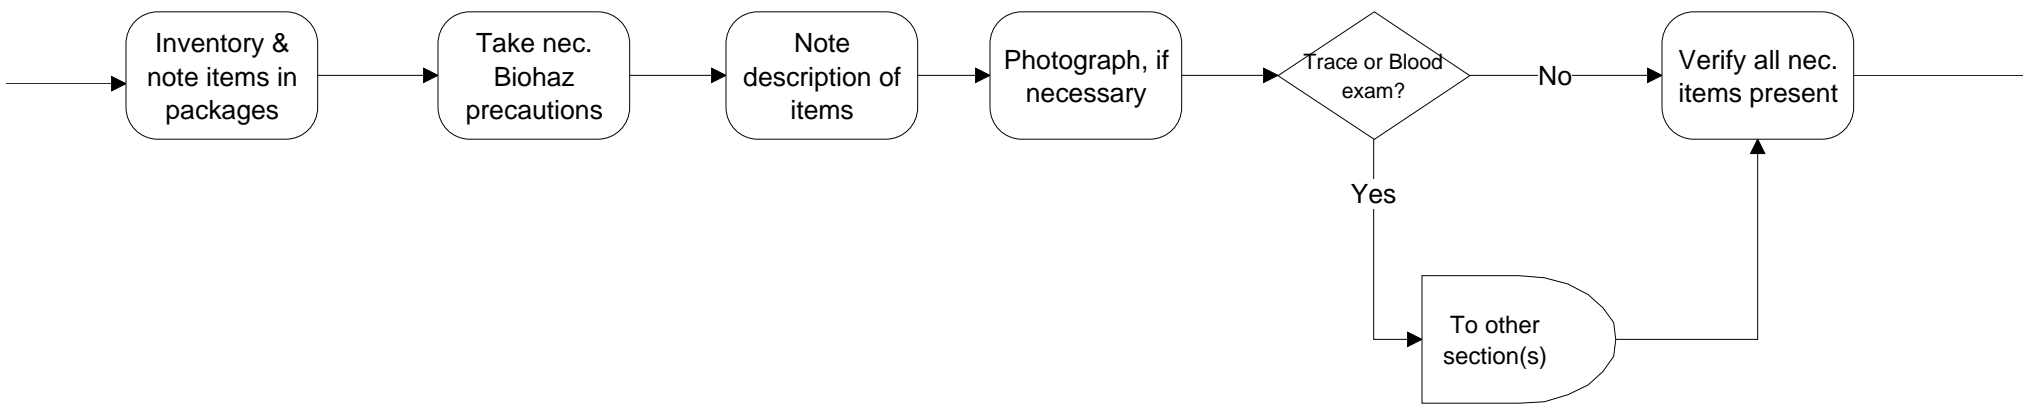 Inventory &
note items in
packages
Take nec.
Biohaz
precautions
Note
description of
items
Photograph, if
necessary
Trace or Blood
exam?
No
Verify all nec.
items present
Yes
To other
section(s)